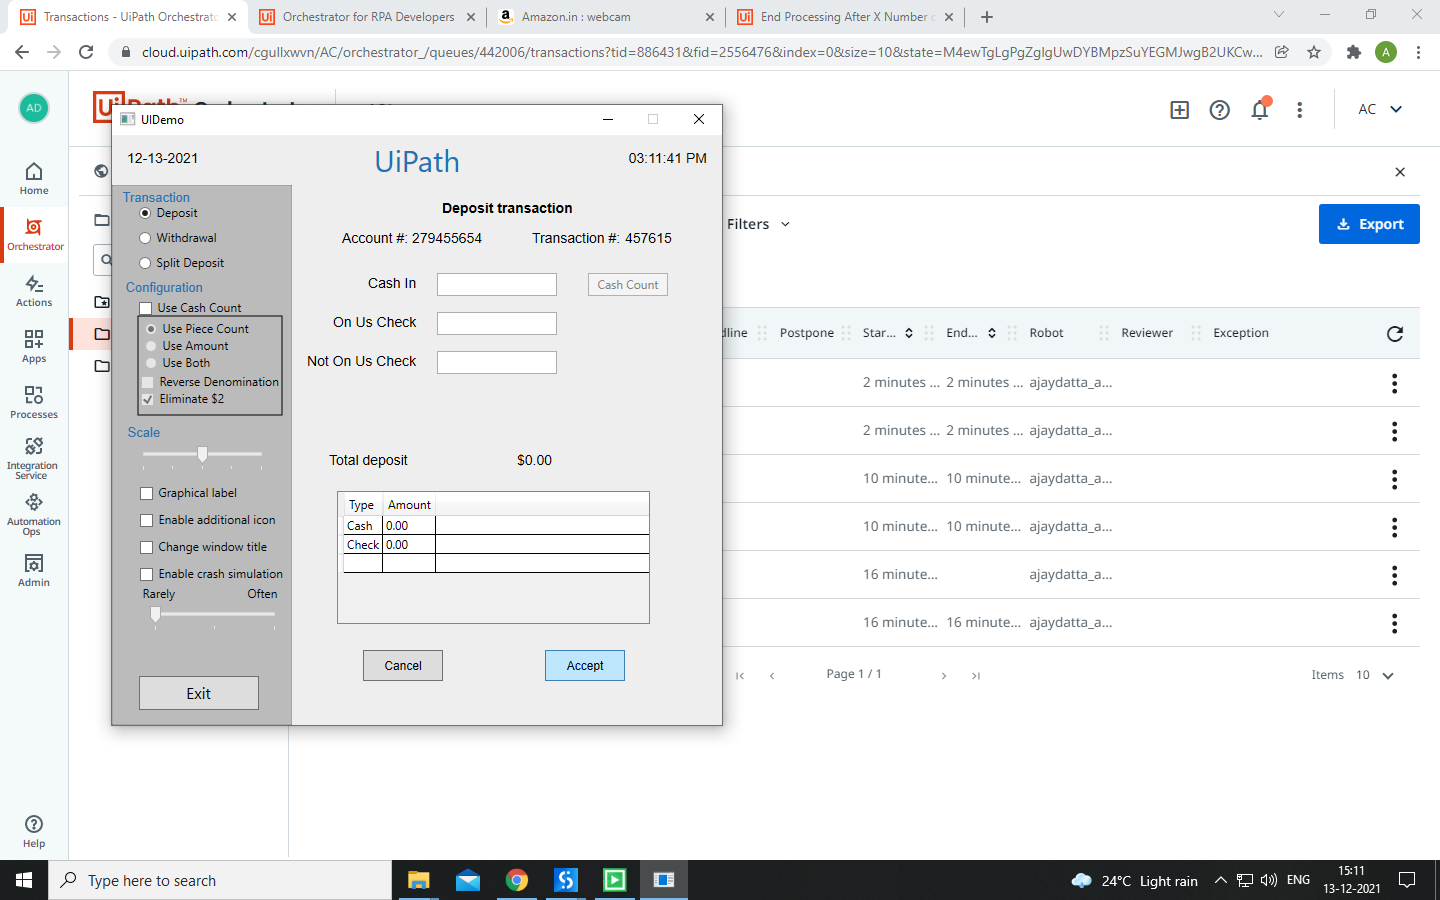 Transactions - UiPath Orchestrato
Orchestrator for RPA Developers
Amazon.in : webcam
End Processing After X Number o
cloud.uipath.com/cgullxwvn/AC/orchestrator_/queues/442006/transactions?tid=886431&fid=2556476&index=0&size=10&state=M4ewTgLgPgZglgUwDYBMpzSuYEGMJwgB2UKCw...
A
AD
AC
Home
Orchestrator
Actions
Apps
Processes
Integration
Service
Automation
Ops
Admin
Help
UIDemo
12-13-2021
UiPath
03:11:41 PM
Transaction
Deposit
Withdrawal
Split Deposit
Configuration
Use Cash Count
Use Piece Count
Use Amount
Use Both
Reverse Denomination
Eliminate $2
Scale
Graphical label
Enable additional icon
Change window title
Enable crash simulation
Rarely Often
Exit
Deposit transaction
Account #: 279455654 Transaction #: 457615
Cash In
Cash Count
On Us Check
Not On Us Check
Total deposit $0.00
Type Amount
Cash 0.00
Check 0.00
Cancel Accept
Filters
Export
dline Postpone Star... End... Robot Reviewer Exception
2 minutes ... 2 minutes ... ajaydatta_a...
2 minutes ... 2 minutes ... ajaydatta_a...
10 minute... 10 minute... ajaydatta_a...
10 minute... 10 minute... ajaydatta_a...
16 minute... ajaydatta_a...
16 minute... 16 minute... ajaydatta_a...
Page 1 / 1
Items 10
Type here to search
24°C Light rain
ENG
15:11
13-12-2021